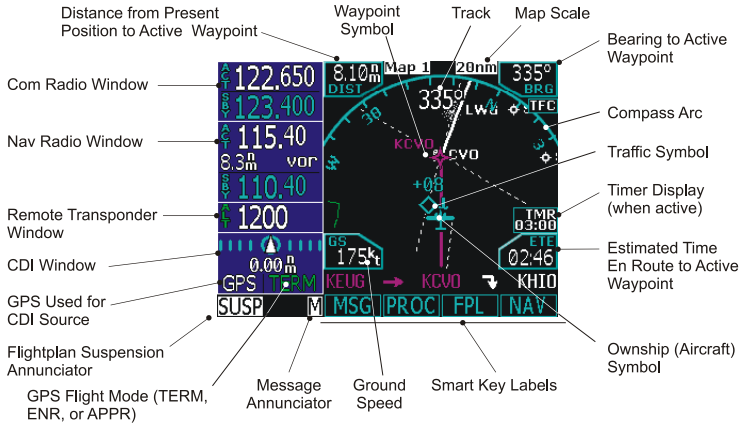 Distance from Present
Position to Active Waypoint
Waypoint
Symbol
Track
Map Scale
Bearing to Active
Waypoint
Com Radio Window
Nav Radio Window
Remote Transponder
Window
CDI Window
GPS Used for
CDI Source
Flightplan Suspension
Annunciator
GPS Flight Mode (TERM,
ENR, or APPR)
Message
Annunciator
Ground
Speed
Smart Key Labels
Compass Arc
Traffic Symbol
Timer Display
(when active)
Estimated Time
En Route to Active
Waypoint
Ownship (Aircraft)
Symbol
ACT 122.650
SBY 123.400
ACT 115.40
8.3nm vor
SBY 110.40
ALT 1200
0.00nm
GPS TERM
SUSP M
8.10nm Map 1 20nm 335°
DIST BRG
335° TFC
30 N 3 W
LWG
KCVO CVO
+08
TMR
03:00
GS ETE
175kt 02:46
KEUG KCVO KHIO
MSG PROC FPL NAV